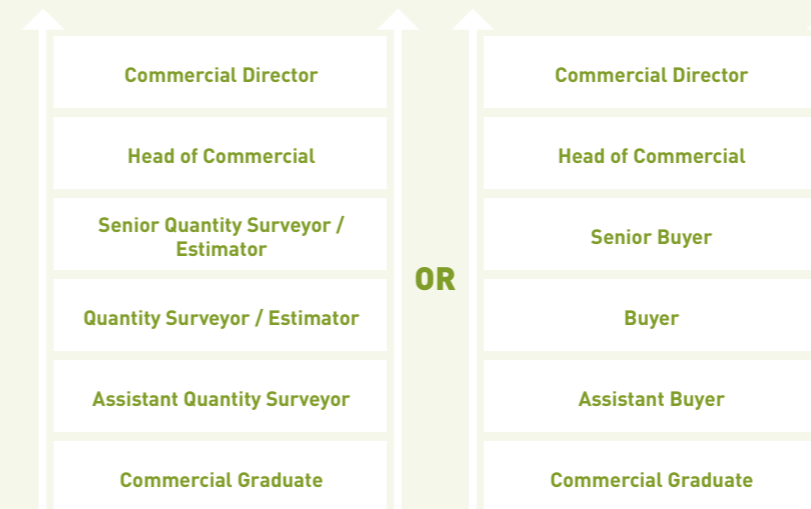 Commercial Director
Head of Commercial
Senior Quantity Surveyor /
Estimator
Quantity Surveyor / Estimator
Assistant Quantity Surveyor
Commercial Graduate
OR
Commercial Director
Head of Commercial
Senior Buyer
Buyer
Assistant Buyer
Commercial Graduate